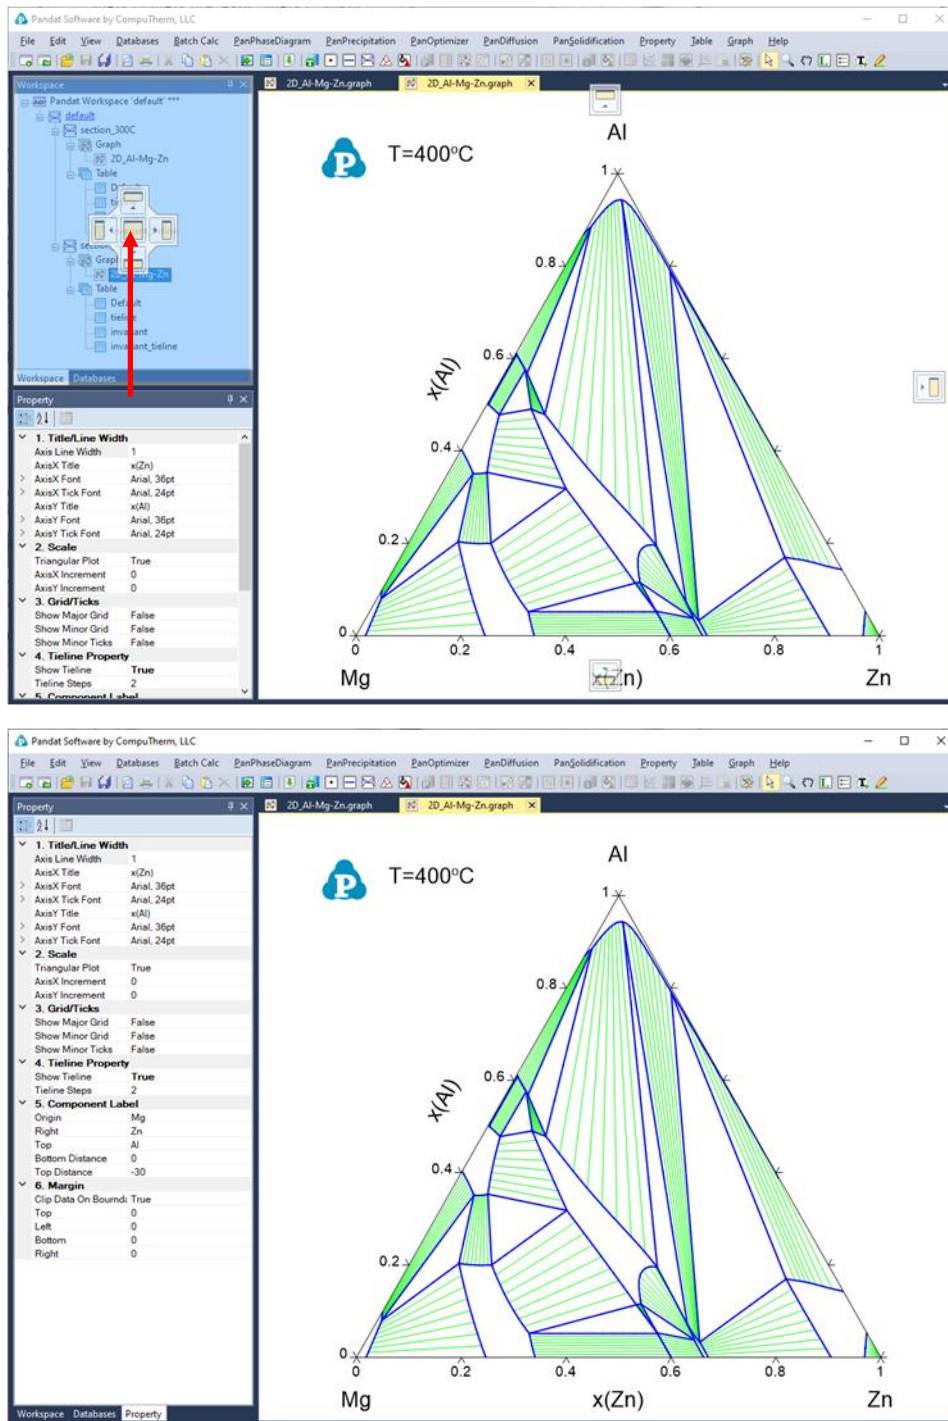 Pandat Software by CompuTherm, LLC
File Edit View Databases Batch Calc PanPhaseDiagram PanPrecipitation PanOptimizer PanDiffusion PanSolidification Property Table Graph Help
Workspace
2D_Al-Mg-Zn.graph
2D_Al-Mg-Zn.graph
Pandat Workspace 'default' ***
default
section_300C
Graph
2D_Al-Mg-Zn
Table
Graph
Table
Default
tieline
invariant
invariant_tieline
Workspace Databases
Property
1. Title/Line Width
Axis Line Width 1
AxisX Title x(Zn)
AxisX Font Arial, 36pt
AxisX Tick Font Arial, 24pt
AxisY Title x(Al)
AxisY Font Arial, 36pt
AxisY Tick Font Arial, 24pt
2. Scale
Triangular Plot True
AxisX Increment 0
AxisY Increment 0
3. Grid/Ticks
Show Major Grid False
Show Minor Grid False
Show Minor Ticks False
4. Tieline Property
Show Tieline True
Tieline Steps 2
5. Component Label
P
T=400°C
Al
1
0.8
0.6
x(Al)
0.4
0.2
0
0 0.2 0.4 0.6 0.8 1
Mg x(Zn) Zn
Pandat Software by CompuTherm, LLC
File Edit View Databases Batch Calc PanPhaseDiagram PanPrecipitation PanOptimizer PanDiffusion PanSolidification Property Table Graph Help
Property
2D_Al-Mg-Zn.graph
2D_Al-Mg-Zn.graph
1. Title/Line Width
Axis Line Width 1
AxisX Title x(Zn)
AxisX Font Arial, 36pt
AxisX Tick Font Arial, 24pt
AxisY Title x(Al)
AxisY Font Arial, 36pt
AxisY Tick Font Arial, 24pt
2. Scale
Triangular Plot True
AxisX Increment 0
AxisY Increment 0
3. Grid/Ticks
Show Major Grid False
Show Minor Grid False
Show Minor Ticks False
4. Tieline Property
Show Tieline True
Tieline Steps 2
5. Component Label
Origin Mg
Right Zn
Top Al
Bottom Distance 0
Top Distance -30
6. Margin
Clip Data On Bournda True
Top 0
Left 0
Bottom 0
Right 0
Workspace Databases Property
P
T=400°C
Al
1
0.8
0.6
x(Al)
0.4
0.2
0
0 0.2 0.4 0.6 0.8 1
Mg x(Zn) Zn